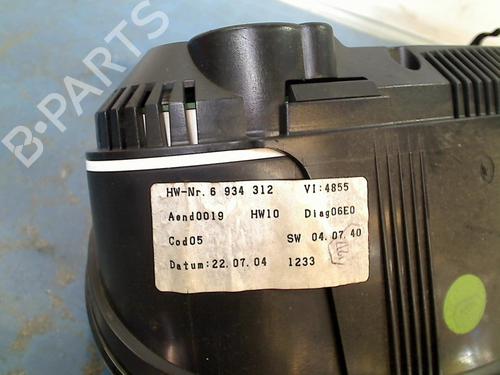 B-PARTS
HW-Nr. 6 934 312 VI:4855
Aend0019 HW10 Diag06E0
Cod05 SW 04.07.40
Datum:22.07.04 1233